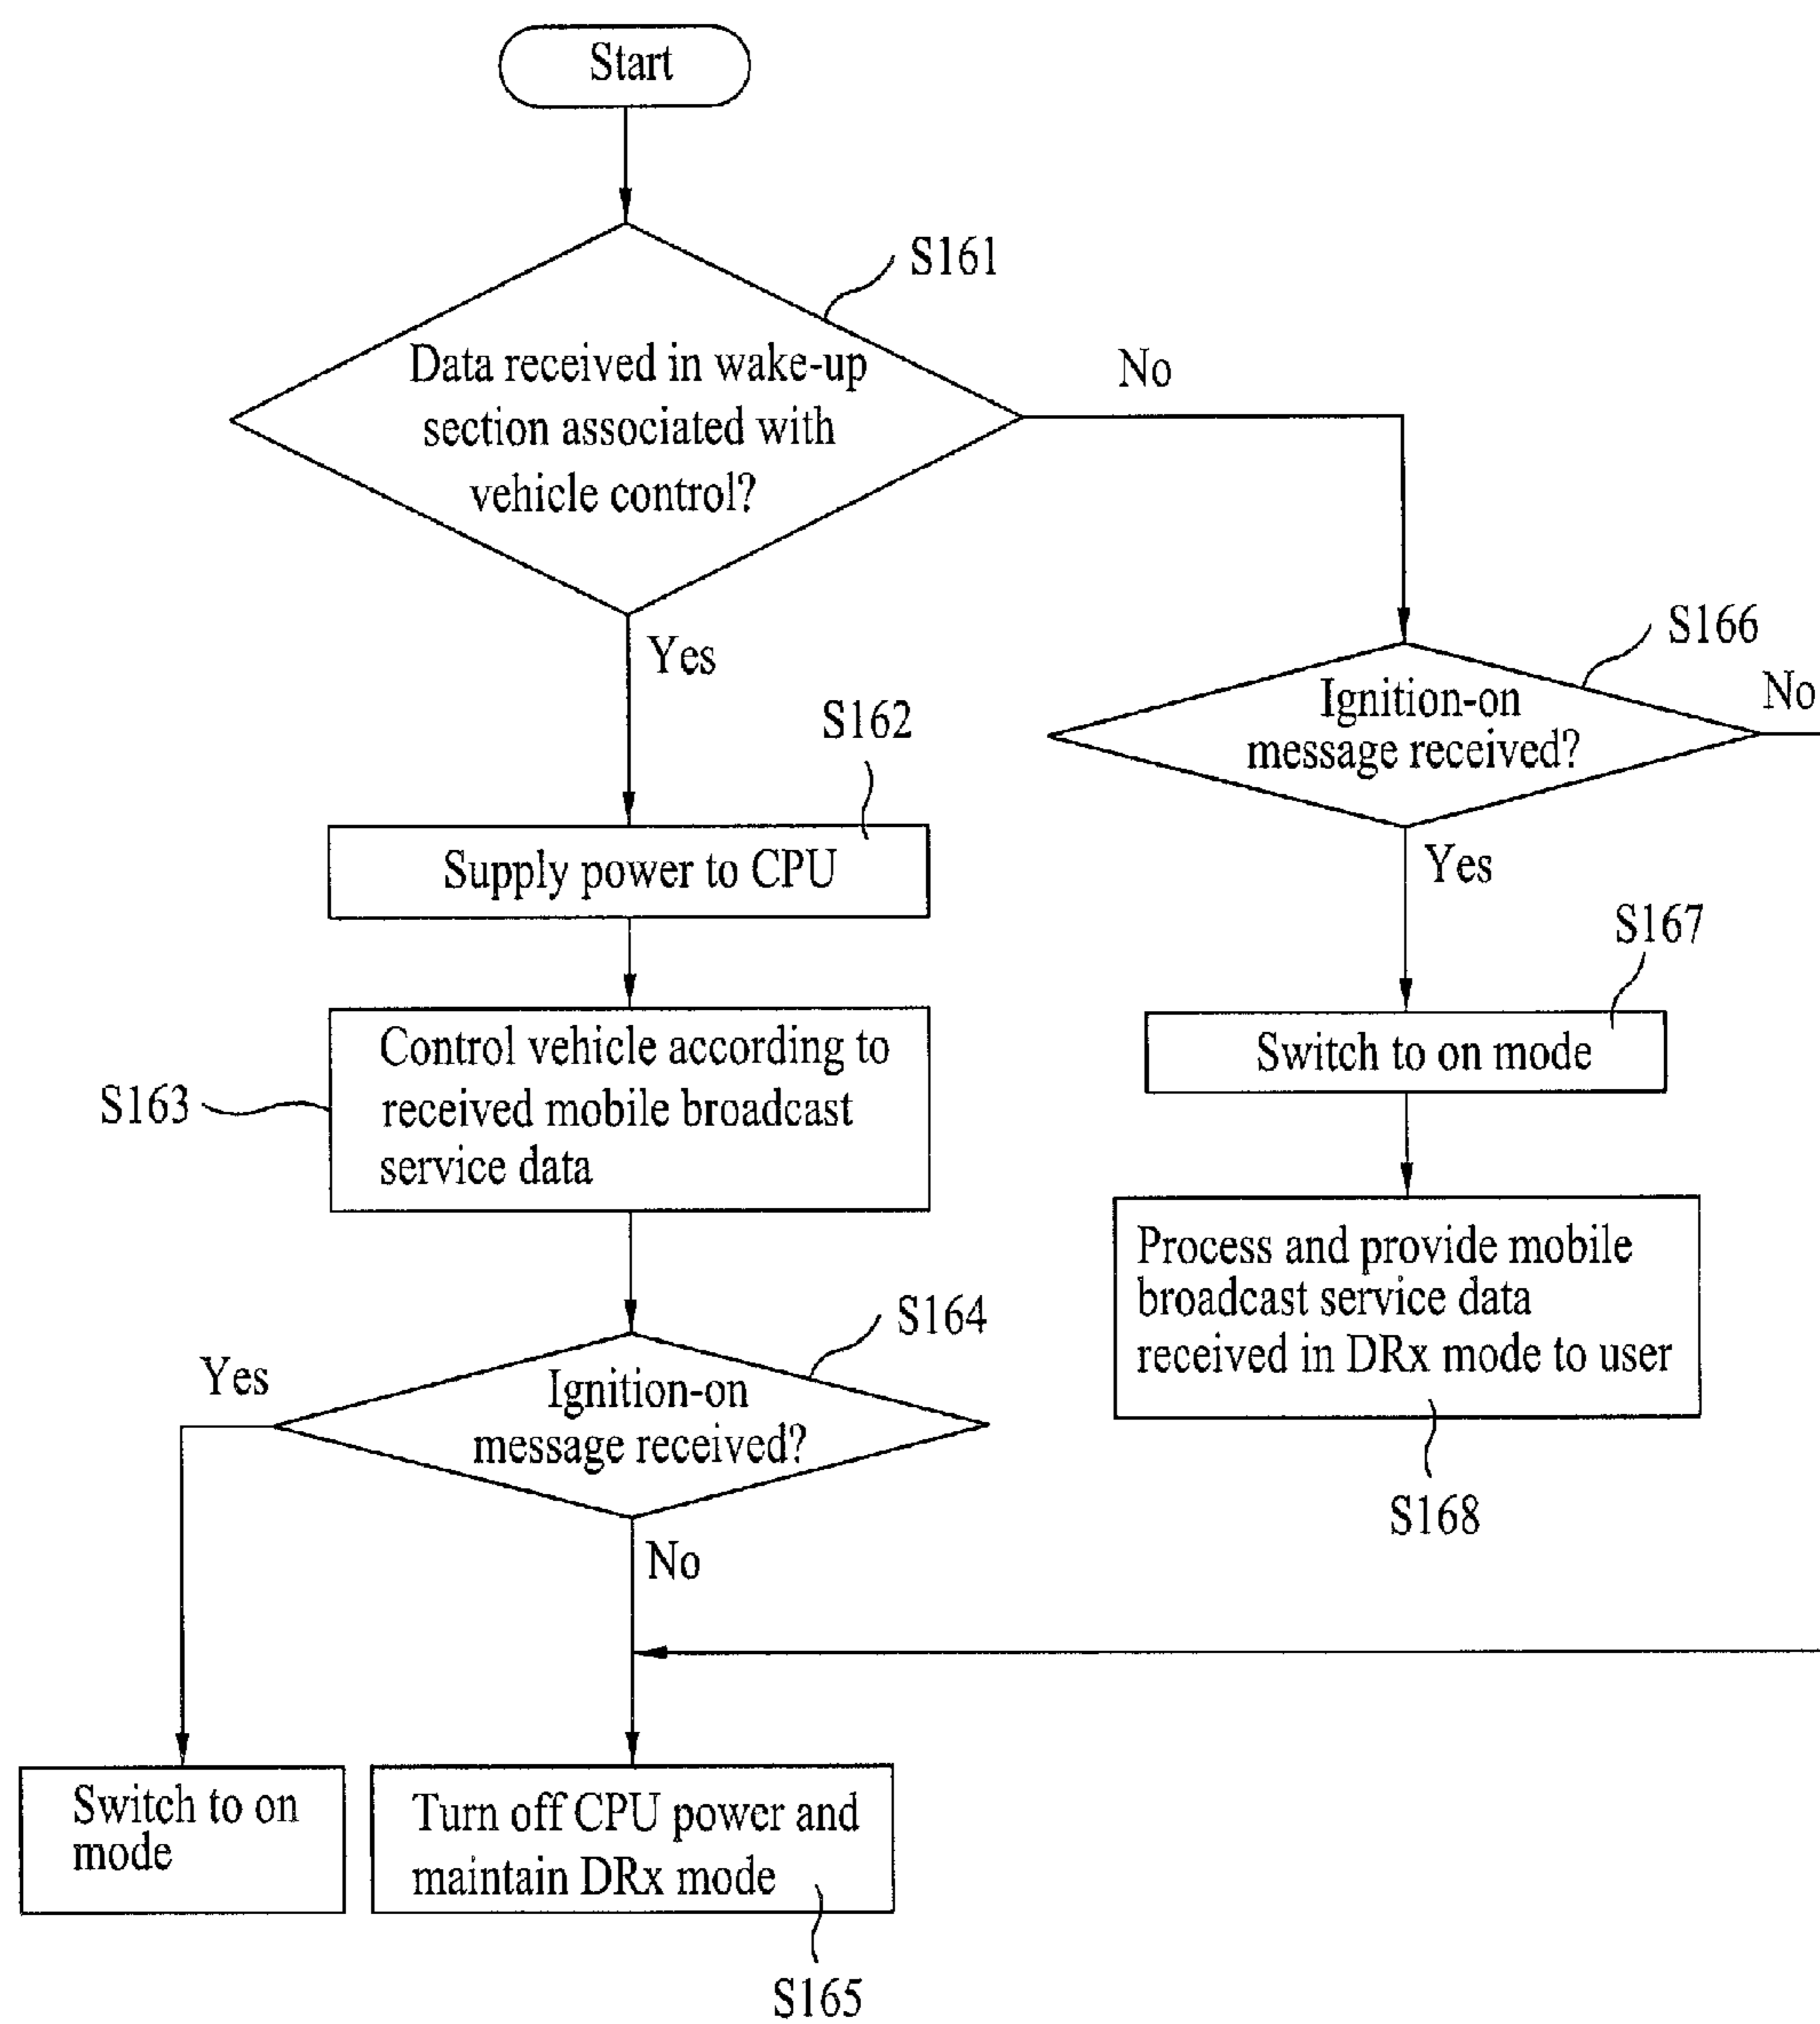 Start
S161
Data received in wake-up
section associated with
vehicle control?
No
Yes
S166
Ignition-on
message received?
No
S162
Supply power to CPU
Yes
S167
Switch to on mode
S163
Control vehicle according to
received mobile broadcast
service data
Process and provide mobile
broadcast service data
received in DRx mode to user
S168
S164
Ignition-on
message received?
Yes
No
Switch to on
mode
Turn off CPU power and
maintain DRx mode
S165